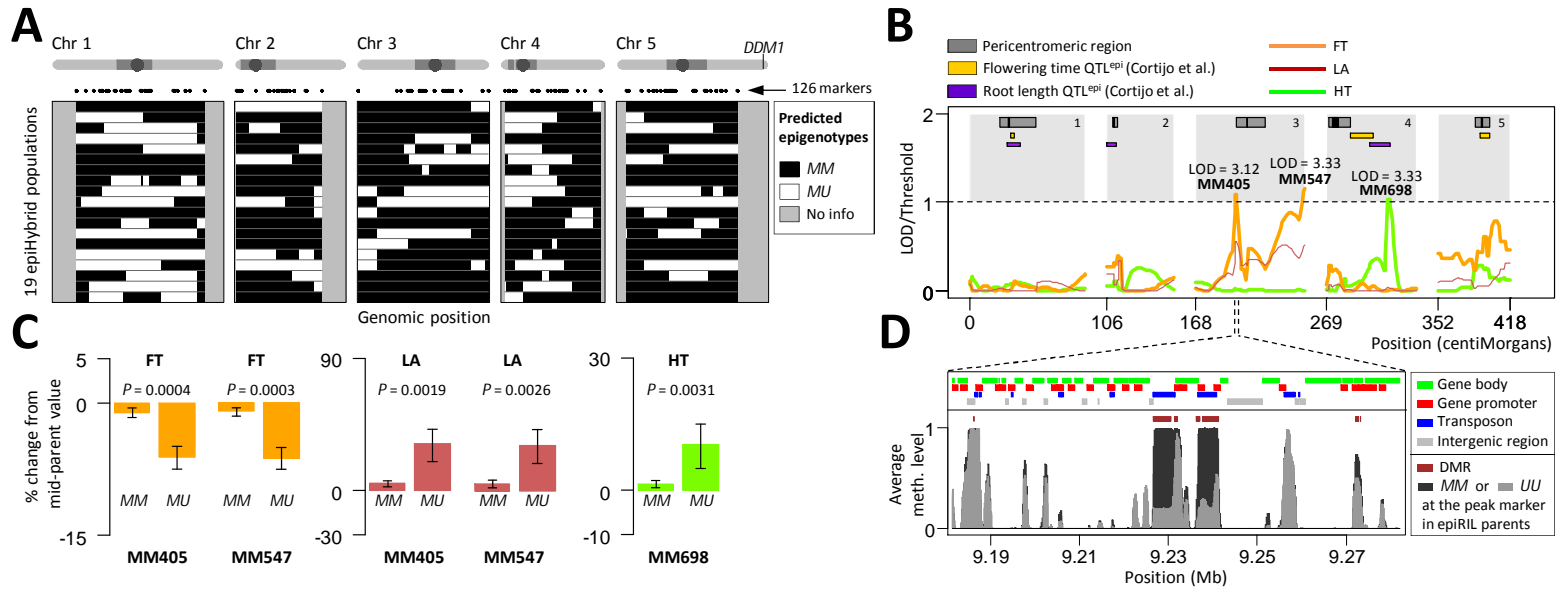 A
Chr 1
Chr 2
Chr 3
Chr 4
Chr 5
DDM1
126 markers
19 epiHybrid populations
Predicted
epigenotypes
MM
MU
No info
Genomic position
B
Pericentromeric region
Flowering time QTLepi (Cortijo et al.)
Root length QTLepi (Cortijo et al.)
FT
LA
HT
LOD/Threshold
2
1
0
1
2
3
4
5
LOD = 3.12
MM405
LOD = 3.33
MM547
LOD = 3.33
MM698
0
106
168
269
352
418
Position (centiMorgans)
C
% change from
mid-parent value
5
0
-15
FT
P = 0.0004
MM
MU
MM405
FT
P = 0.0003
MM
MU
MM547
90
0
-30
LA
P = 0.0019
MM
MU
MM405
LA
P = 0.0026
MM
MU
MM547
30
0
-10
HT
P = 0.0031
MM
MU
MM698
D
Average
meth. level
1
0
9.19
9.21
9.23
9.25
9.27
Position (Mb)
Gene body
Gene promoter
Transposon
Intergenic region
DMR
MM or UU
at the peak marker
in epiRIL parents